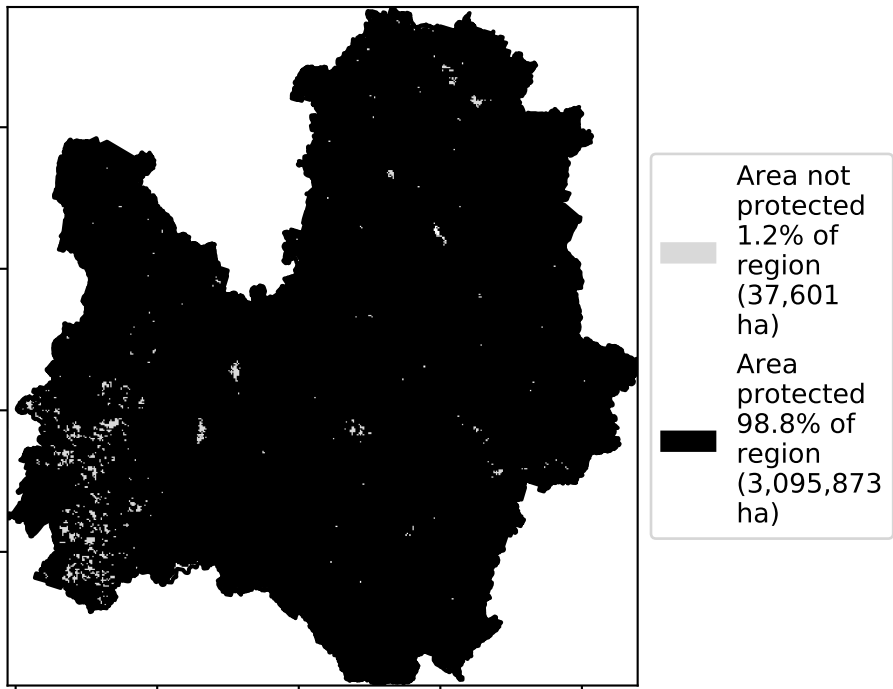 Area not
protected
1.2% of
region
(37,601
ha)
Area
protected
98.8% of
region
(3,095,873
ha)